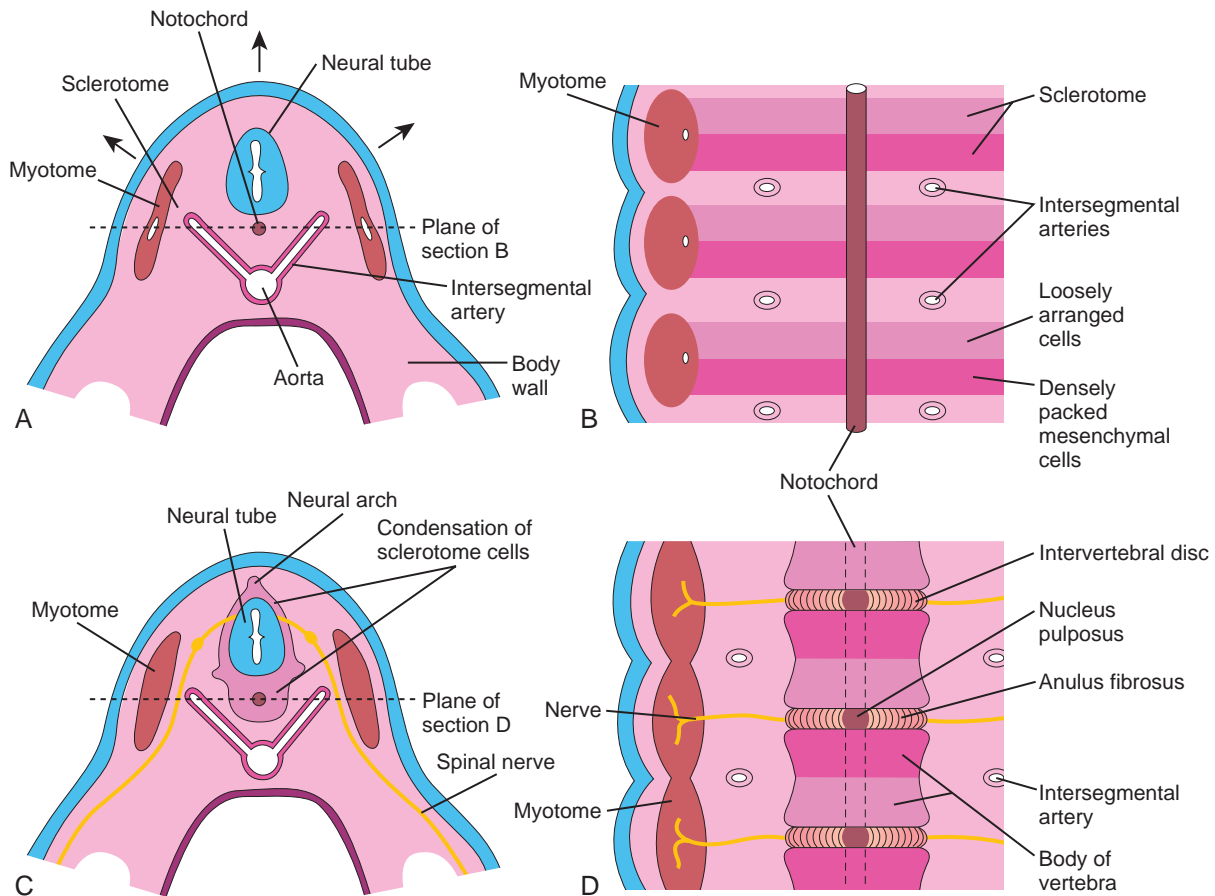 Notochord
Neural tube
Sclerotome
Myotome
Plane of
section B
Intersegmental
artery
Aorta
Body
wall
A
Myotome
Sclerotome
Intersegmental
arteries
Loosely
arranged
cells
Densely
packed
mesenchymal
cells
B
Notochord
Neural arch
Neural tube
Condensation of
sclerotome cells
Myotome
Plane of
section D
Spinal nerve
C
Intervertebral disc
Nucleus
pulposus
Anulus fibrosus
Nerve
Myotome
Intersegmental
artery
Body of
vertebra
D